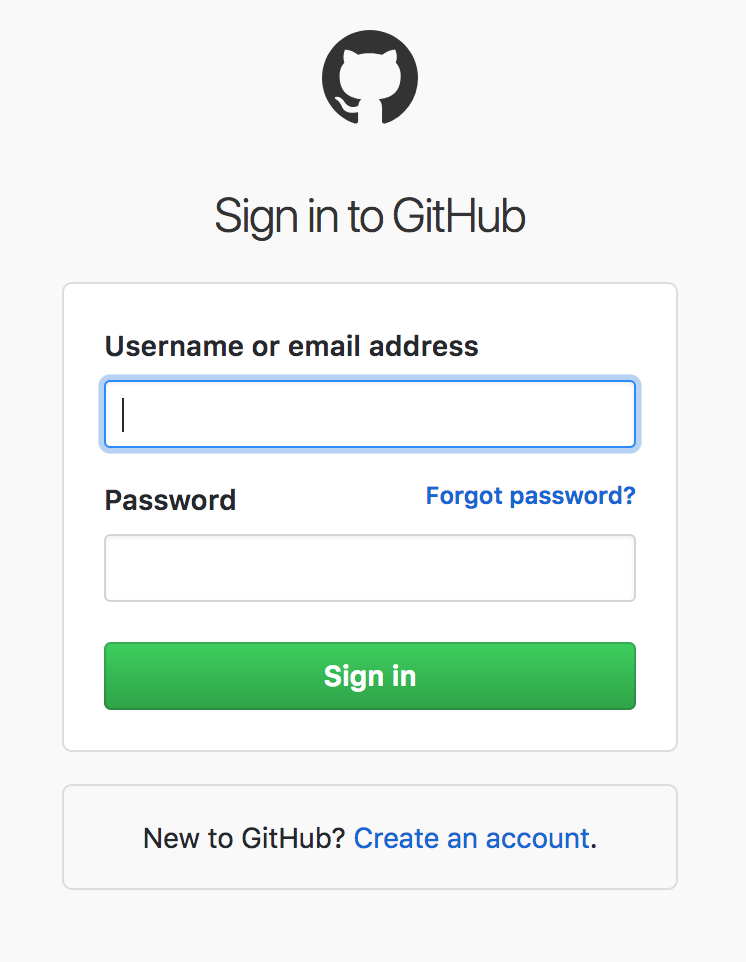 Sign in to GitHub
Username or email address
Password Forgot password?
Sign in
New to GitHub? Create an account.